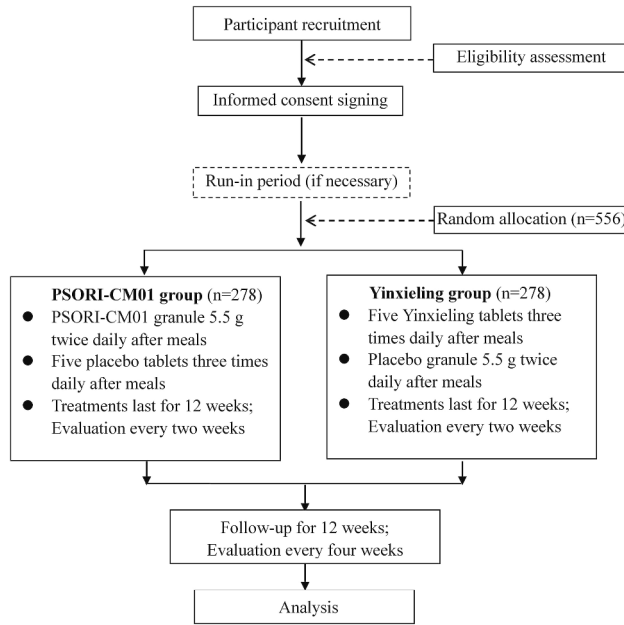 Participant recruitment
Eligibility assessment
Informed consent signing
Run-in period (if necessary)
Random allocation (n=556)
PSORI-CM01 group (n=278)
● PSORI-CM01 granule 5.5 g
twice daily after meals
● Five placebo tablets three times
daily after meals
● Treatments last for 12 weeks;
Evaluation every two weeks
Yinxieling group (n=278)
● Five Yinxieling tablets three
times daily after meals
● Placebo granule 5.5 g twice
daily after meals
● Treatments last for 12 weeks;
Evaluation every two weeks
Follow-up for 12 weeks;
Evaluation every four weeks
Analysis